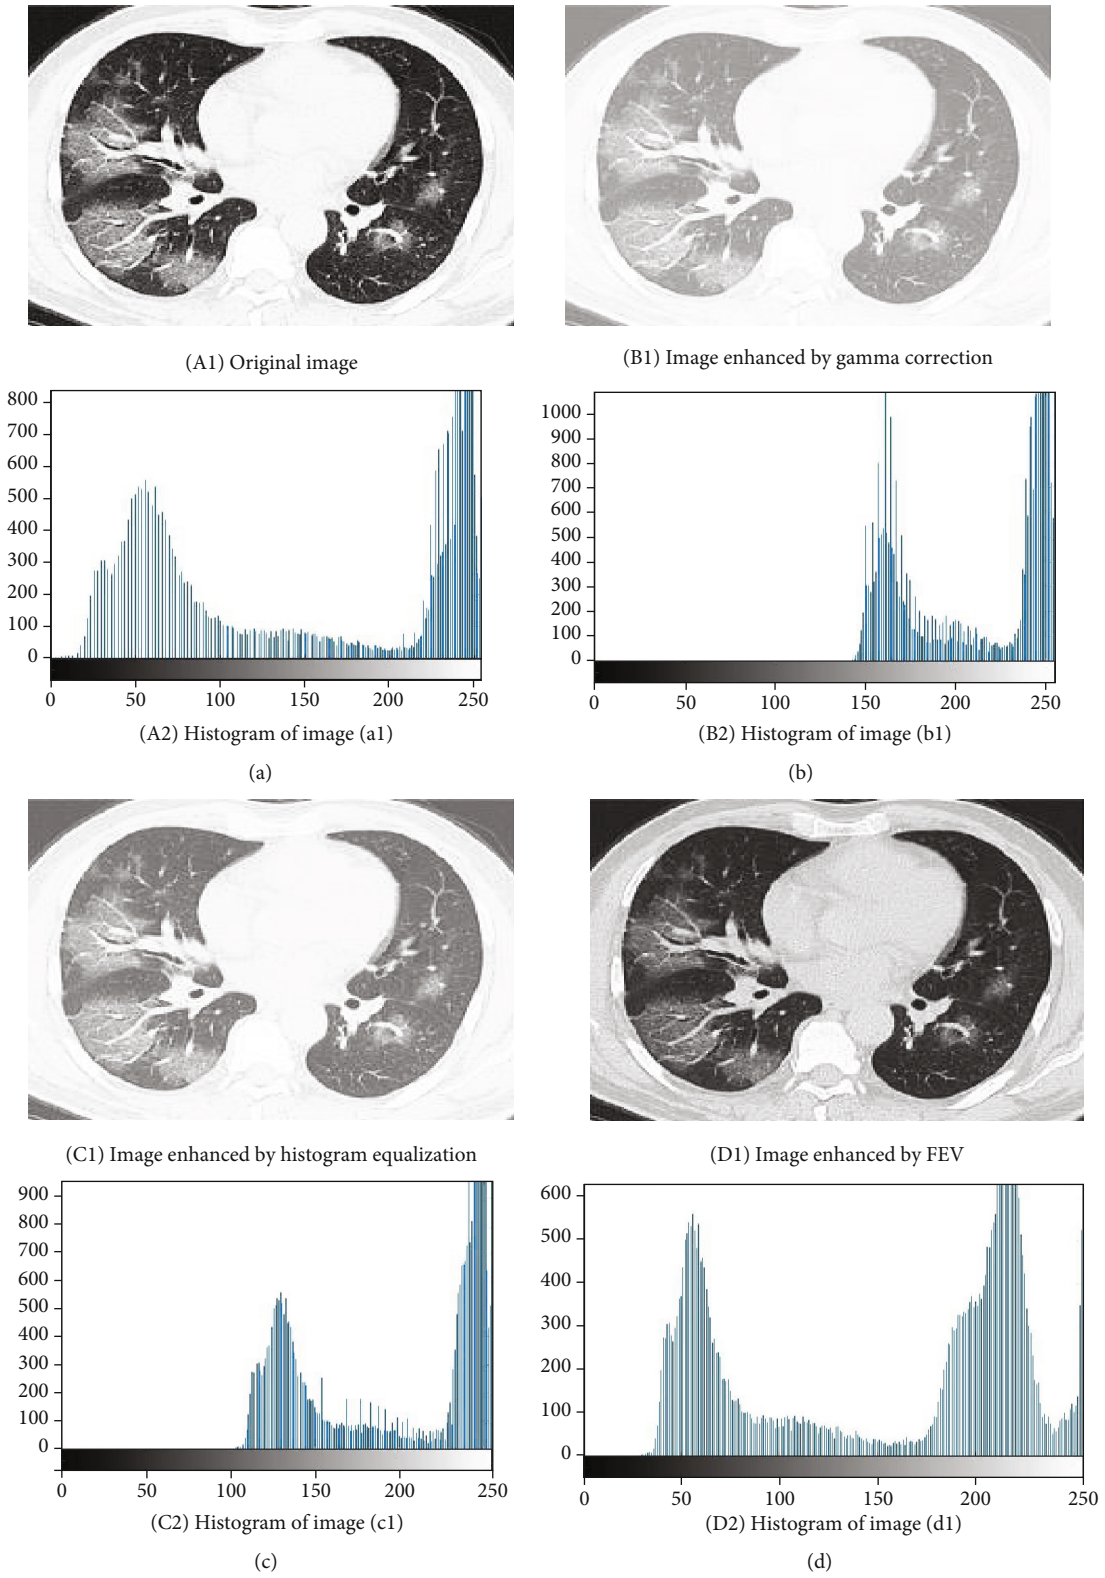 (A1) Original image
(B1) Image enhanced by gamma correction
800
700
600
500
400
300
200
100
0
0 50 100 150 200 250
(A2) Histogram of image (a1)
(a)
1000
900
800
700
600
500
400
300
200
100
0
0 50 100 150 200 250
(B2) Histogram of image (b1)
(b)
(C1) Image enhanced by histogram equalization
(D1) Image enhanced by FEV
900
800
700
600
500
400
300
200
100
0
0 50 100 150 200 250
(C2) Histogram of image (c1)
(c)
600
500
400
300
200
100
0
0 50 100 150 200 250
(D2) Histogram of image (d1)
(d)